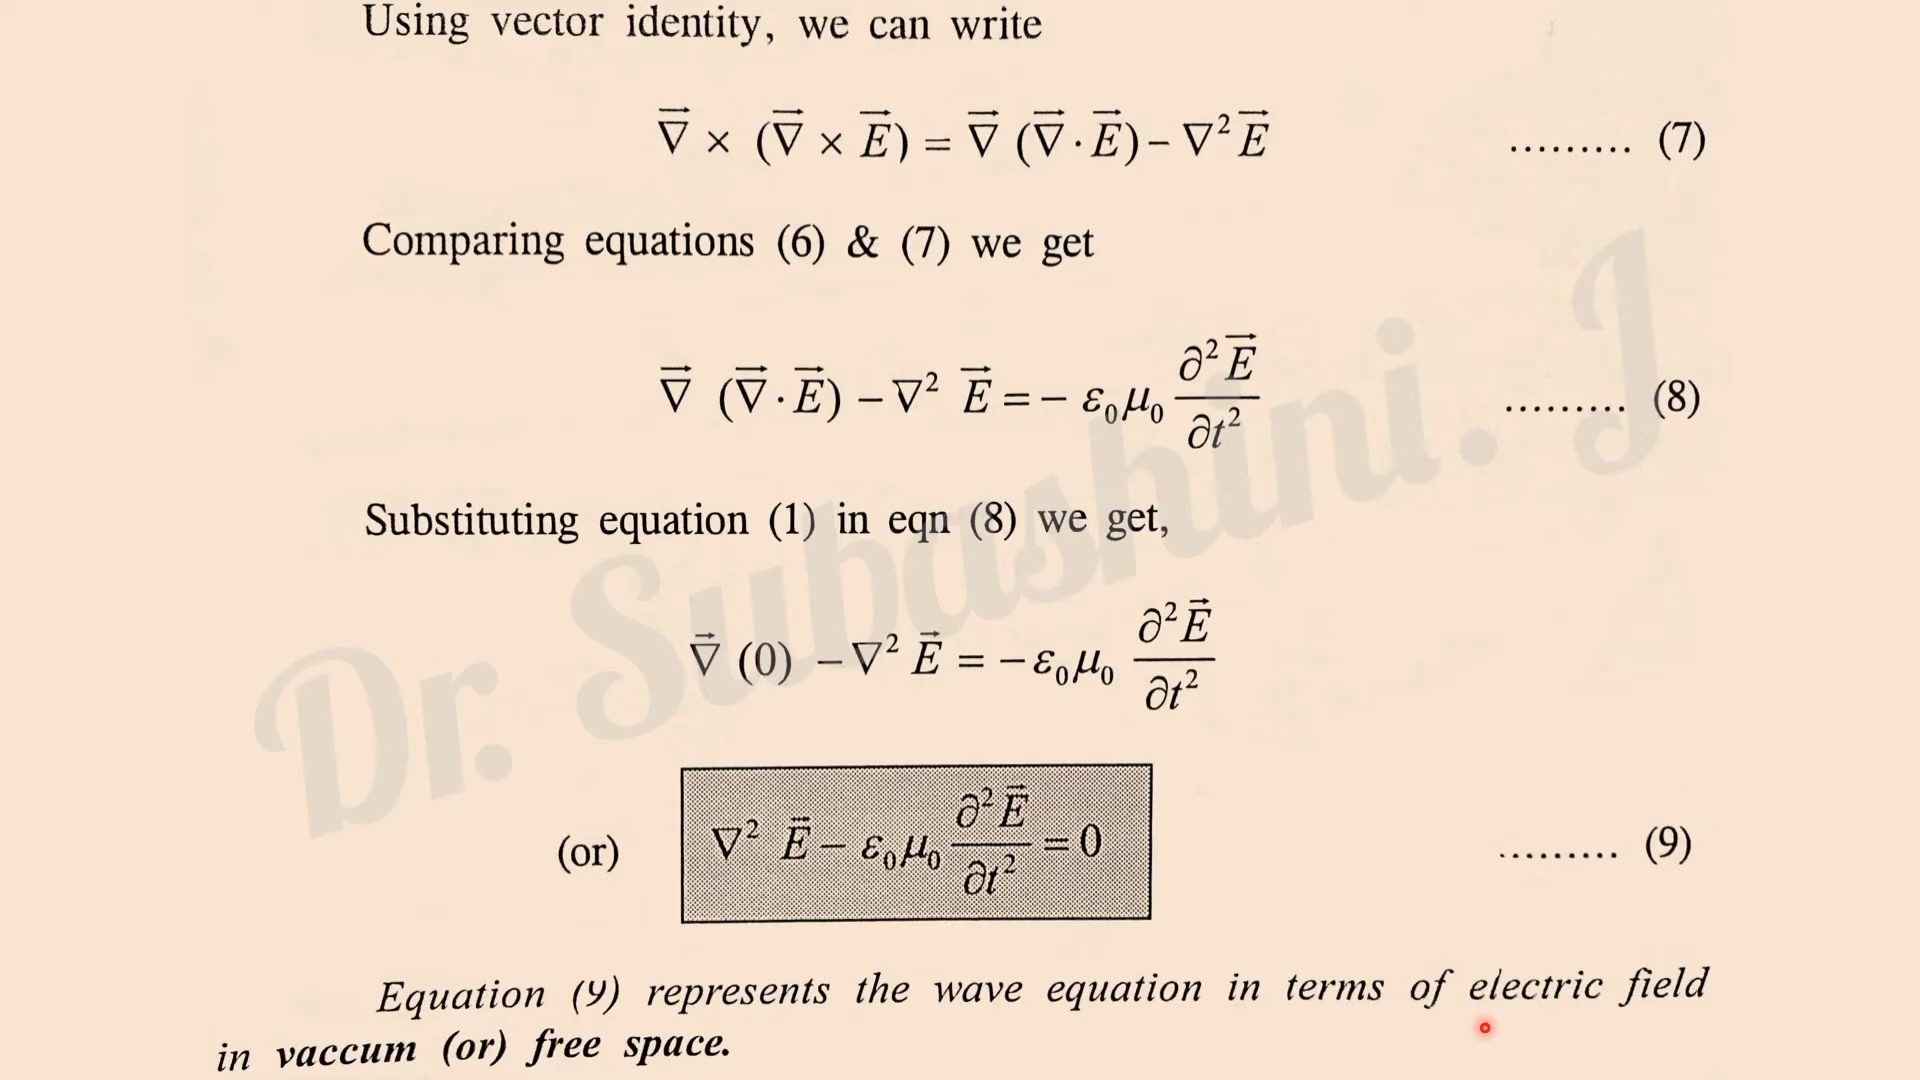 Using vector identity, we can write
∇⃗ × (∇⃗ × E⃗) = ∇⃗ (∇⃗ · E⃗) – ∇² E⃗ ......... (7)
Comparing equations (6) & (7) we get
∇⃗ (∇⃗ · E⃗) – ∇² E⃗ = – ε₀μ₀ ∂²E⃗/∂t² ......... (8)
Substituting equation (1) in eqn (8) we get,
∇⃗ (0) – ∇² E⃗ = – ε₀μ₀ ∂²E⃗/∂t²
(or) ∇² E⃗ – ε₀μ₀ ∂²E⃗/∂t² = 0 ......... (9)
Equation (9) represents the wave equation in terms of electric field
in vaccum (or) free space.
Dr. Subashini. J